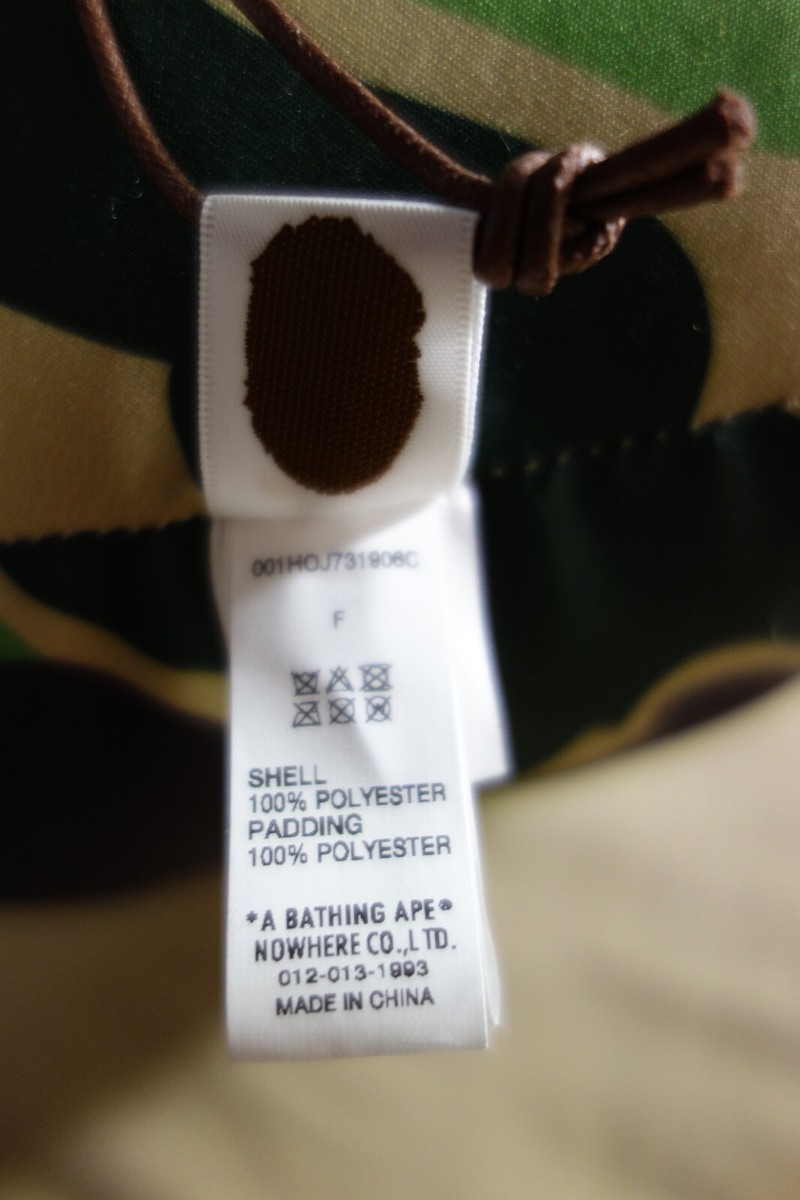 001HOJ731906C
F
SHELL
100% POLYESTER
PADDING
100% POLYESTER
*A BATHING APE®
NOWHERE CO.,LTD.
012-013-1993
MADE IN CHINA